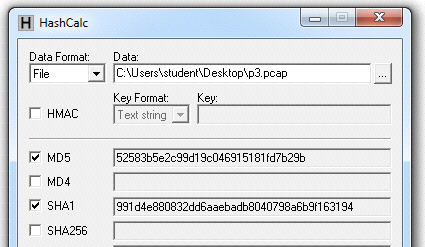 H HashCalc
Data Format: Data:
File C:\Users\student\Desktop\p3.pcap ...
Key Format: Key:
HMAC Text string
MD5 52583b5e2c99d19c046915181fd7b29b
MD4
SHA1 991d4e880832dd6aaebadb8040798a6b9f163194
SHA256